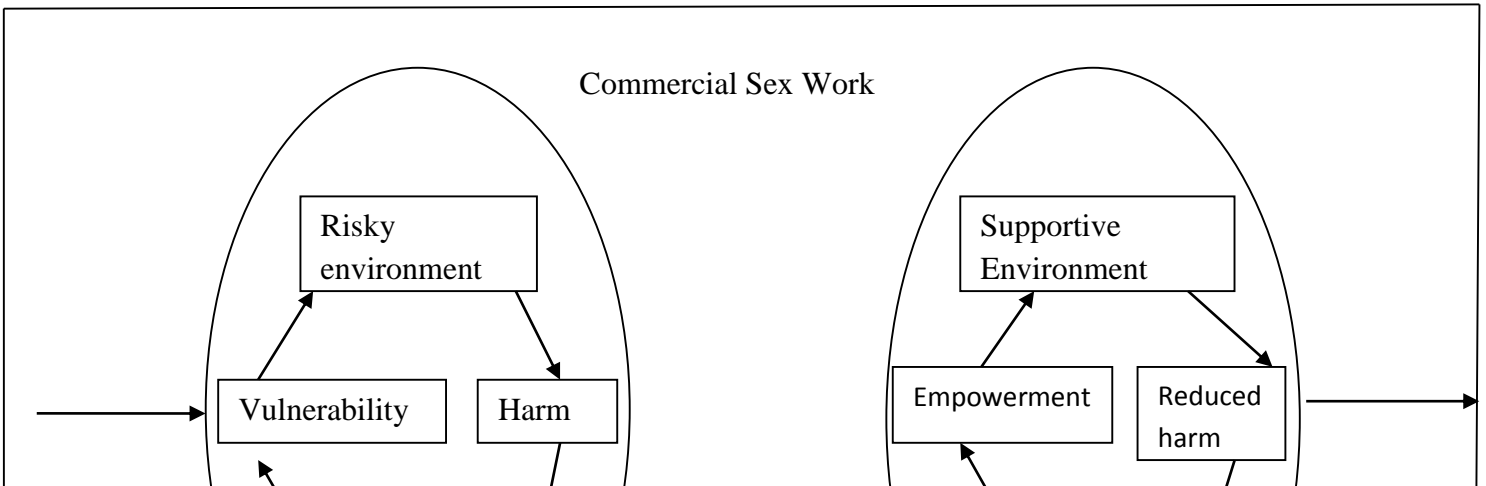 Commercial Sex Work
Risky
environment
Supportive
Environment
Vulnerability
Harm
Empowerment
Reduced
harm